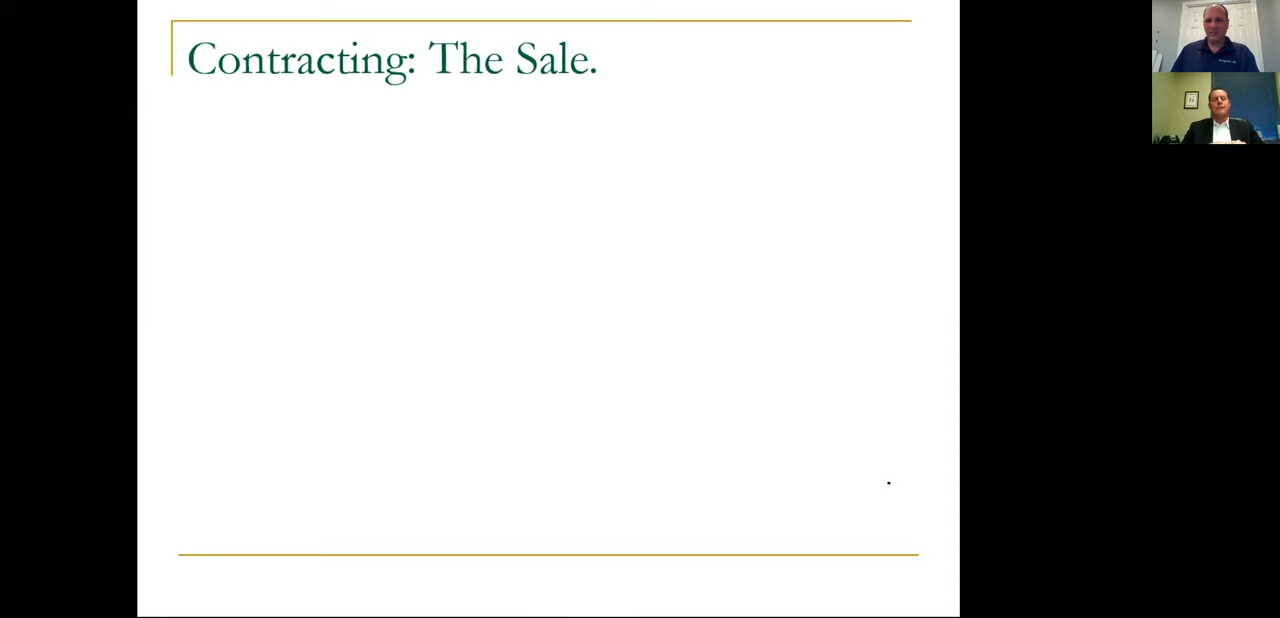 Contracting: The Sale.
.